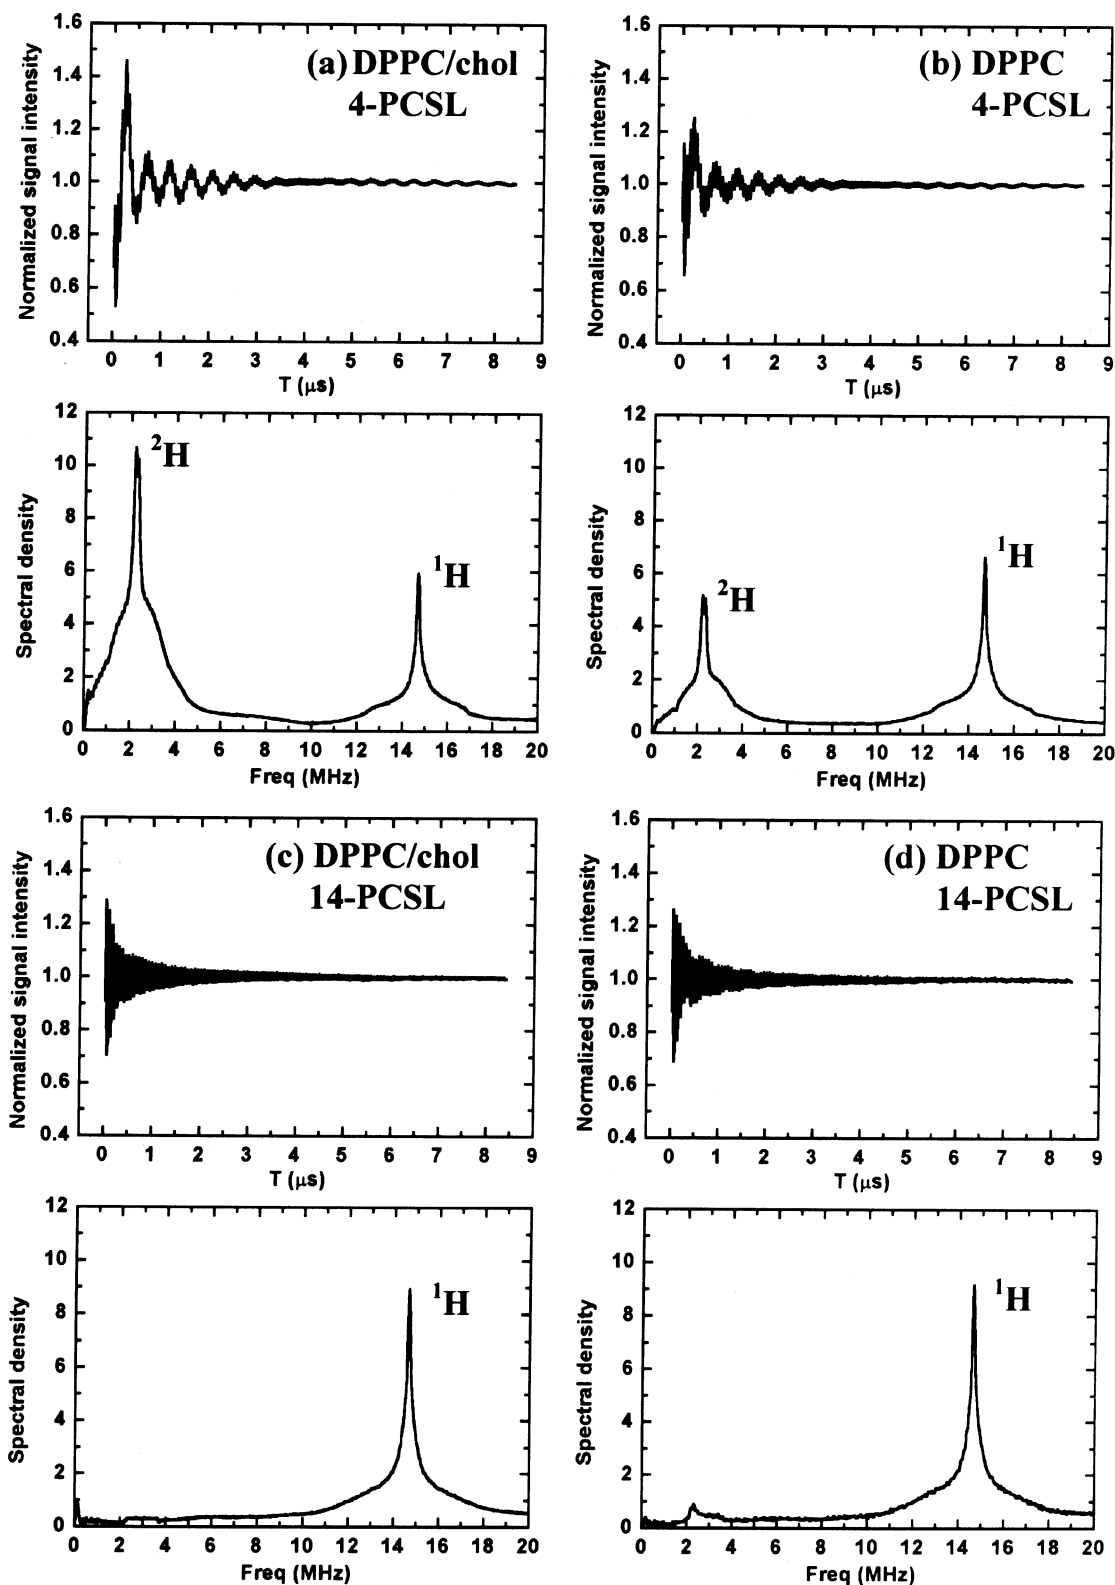 (a) DPPC/chol
4-PCSL
Normalized signal intensity
1.6
1.4
1.2
1.0
0.8
0.6
0.4
0 1 2 3 4 5 6 7 8 9
T (μs)
(b) DPPC
4-PCSL
Normalized signal intensity
1.6
1.4
1.2
1.0
0.8
0.6
0.4
0 1 2 3 4 5 6 7 8 9
T (μs)
Spectral density
12
10
8
6
4
2
0
²H
¹H
0 2 4 6 8 10 12 14 16 18 20
Freq (MHz)
Spectral density
12
10
8
6
4
2
0
²H
¹H
0 2 4 6 8 10 12 14 16 18 20
Freq (MHz)
(c) DPPC/chol
14-PCSL
Normalized signal intensity
1.6
1.4
1.2
1.0
0.8
0.6
0.4
0 1 2 3 4 5 6 7 8 9
T (μs)
(d) DPPC
14-PCSL
Normalized signal intensity
1.6
1.4
1.2
1.0
0.8
0.6
0.4
0 1 2 3 4 5 6 7 8 9
T (μs)
Spectral density
12
10
8
6
4
2
0
¹H
0 2 4 6 8 10 12 14 16 18 20
Freq (MHz)
Spectral density
12
10
8
6
4
2
0
¹H
0 2 4 6 8 10 12 14 16 18 20
Freq (MHz)